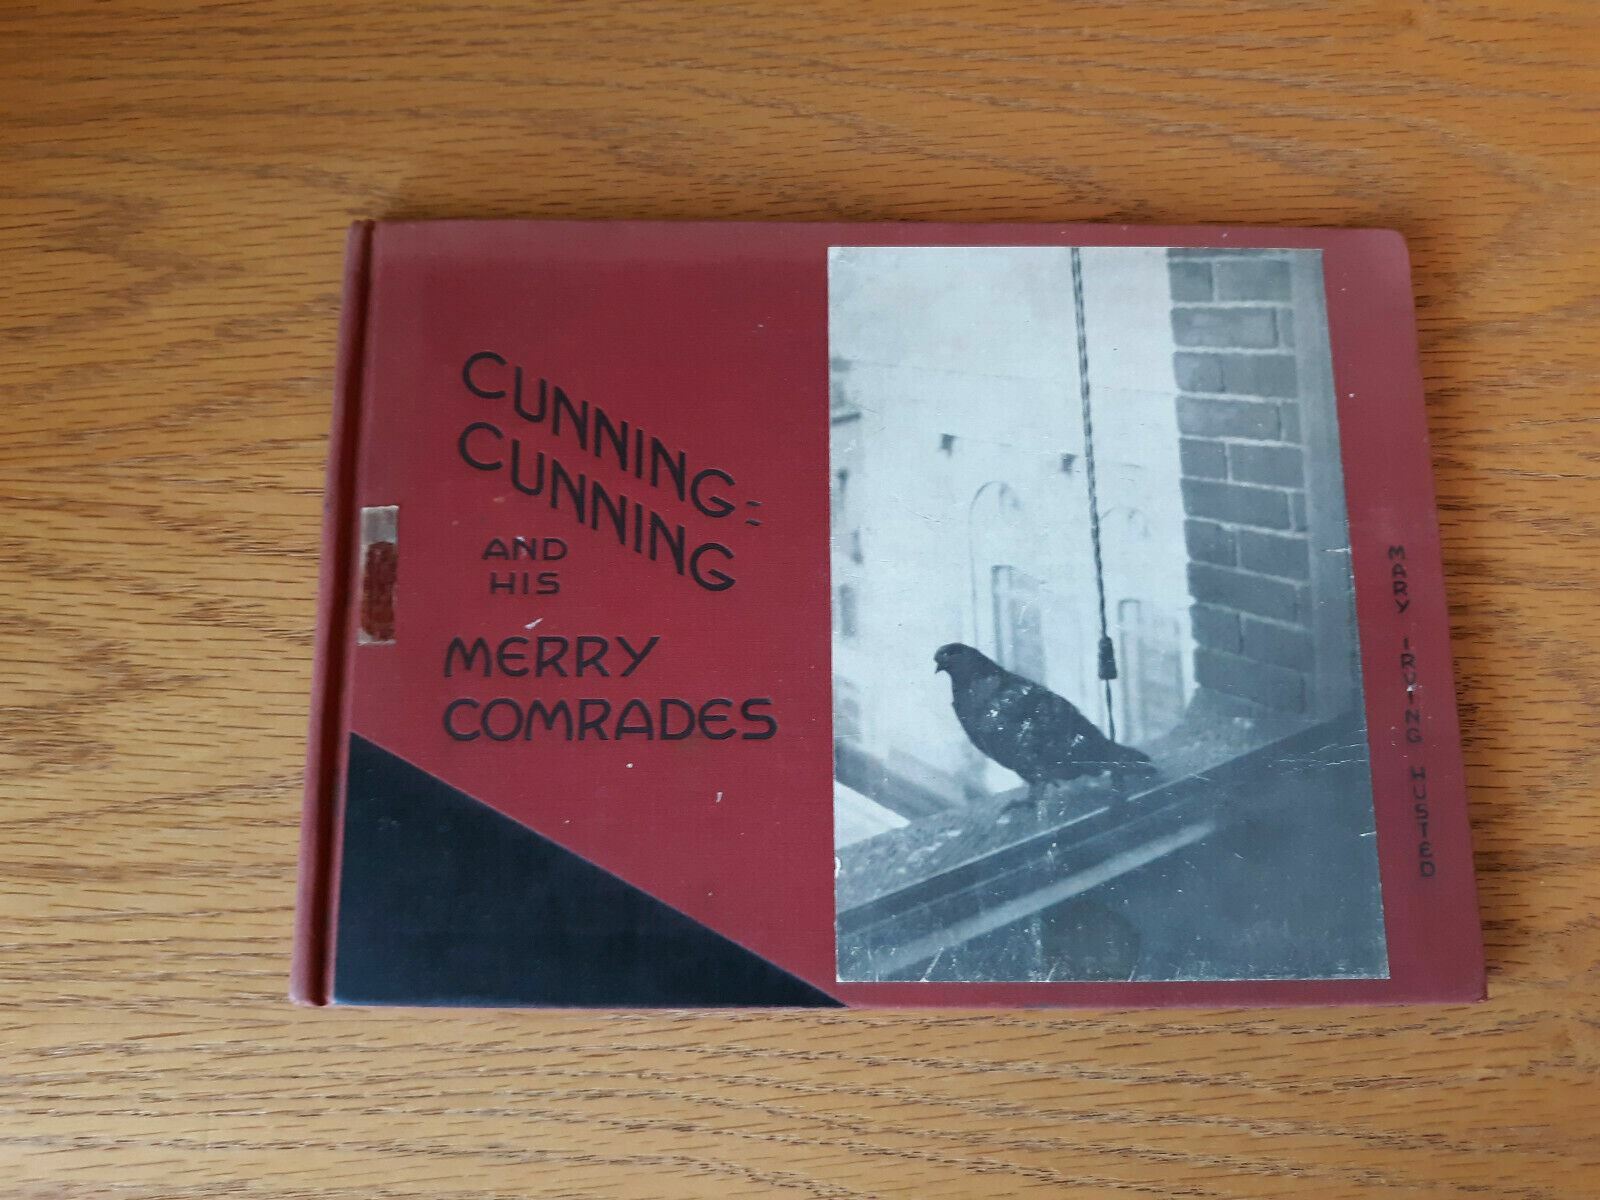 CUNNING=
CUNNING
AND
HIS
MERRY
COMRADES
MARY IRVING HUSTED